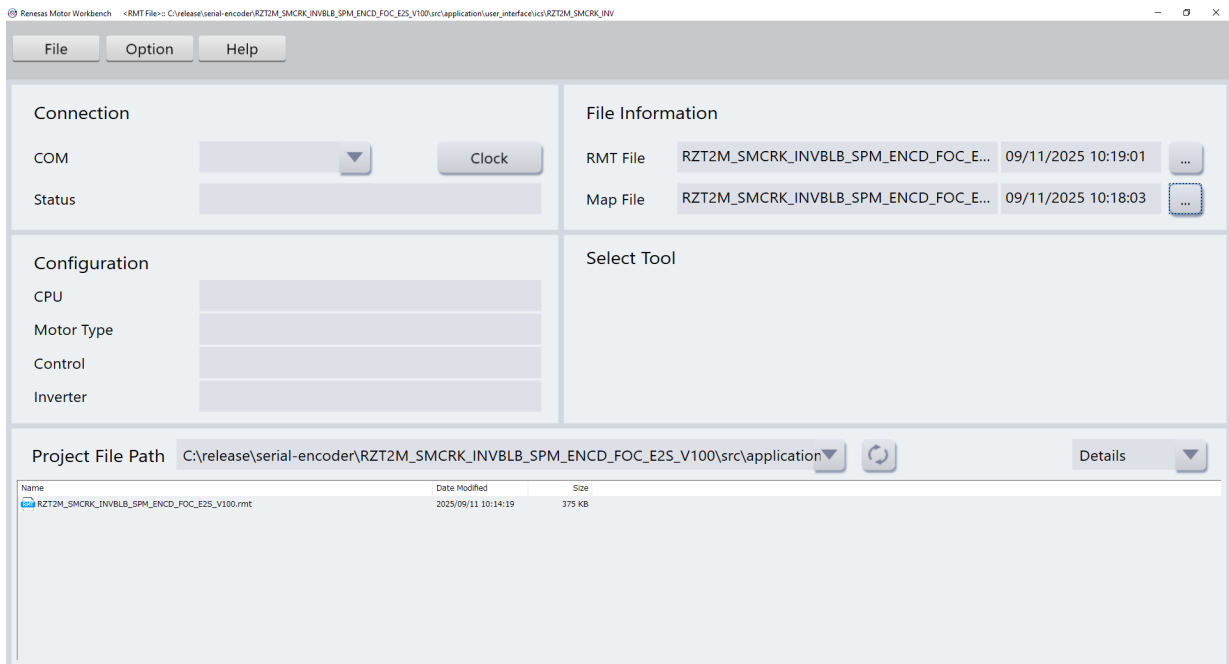 Renesas Motor Workbench <RMT File>:: C:\release\serial-encoder\RZT2M_SMCRK_INVBLB_SPM_ENCD_FOC_E2S_V100\src\application\user_interface\ics\RZT2M_SMCRK_INV
File Option Help
Connection
COM Clock
Status
File Information
RMT File RZT2M_SMCRK_INVBLB_SPM_ENCD_FOC_E... 09/11/2025 10:19:01 ...
Map File RZT2M_SMCRK_INVBLB_SPM_ENCD_FOC_E... 09/11/2025 10:18:03 ...
Configuration
CPU
Motor Type
Control
Inverter
Select Tool
Project File Path C:\release\serial-encoder\RZT2M_SMCRK_INVBLB_SPM_ENCD_FOC_E2S_V100\src\application Details
Name Date Modified Size
RMT RZT2M_SMCRK_INVBLB_SPM_ENCD_FOC_E2S_V100.rmt 2025/09/11 10:14:19 375 KB